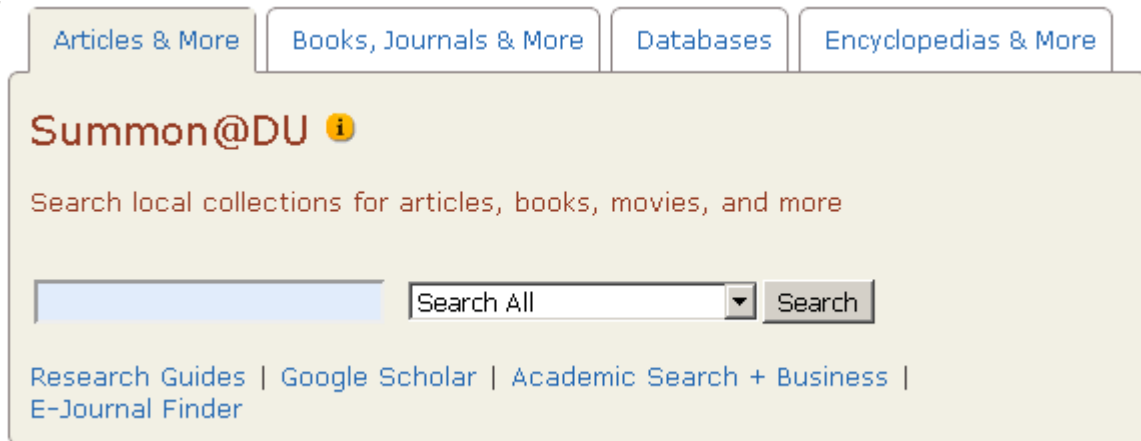 Articles & More Books, Journals & More Databases Encyclopedias & More
Summon@DU i
Search local collections for articles, books, movies, and more
Search All Search
Research Guides | Google Scholar | Academic Search + Business |
E-Journal Finder